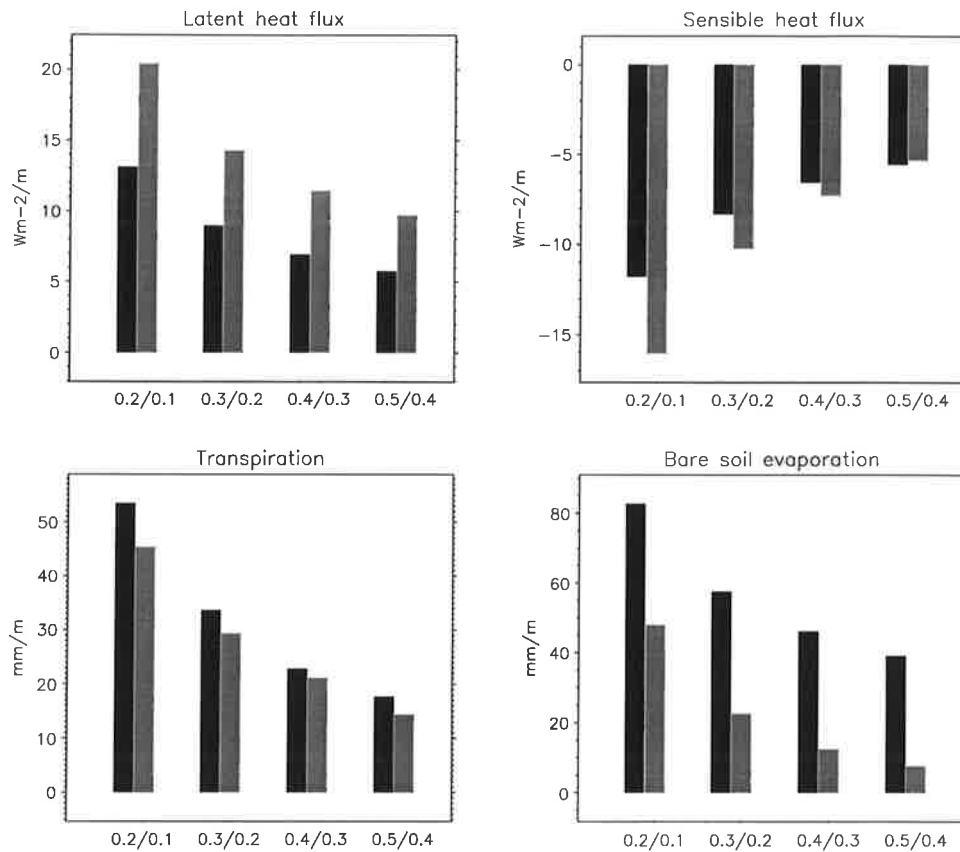 Latent heat flux
Wm-2/m
20
15
10
5
0
0.2/0.1 0.3/0.2 0.4/0.3 0.5/0.4
Sensible heat flux
Wm-2/m
0
-5
-10
-15
0.2/0.1 0.3/0.2 0.4/0.3 0.5/0.4
Transpiration
mm/m
50
40
30
20
10
0
0.2/0.1 0.3/0.2 0.4/0.3 0.5/0.4
Bare soil evaporation
mm/m
80
60
40
20
0
0.2/0.1 0.3/0.2 0.4/0.3 0.5/0.4